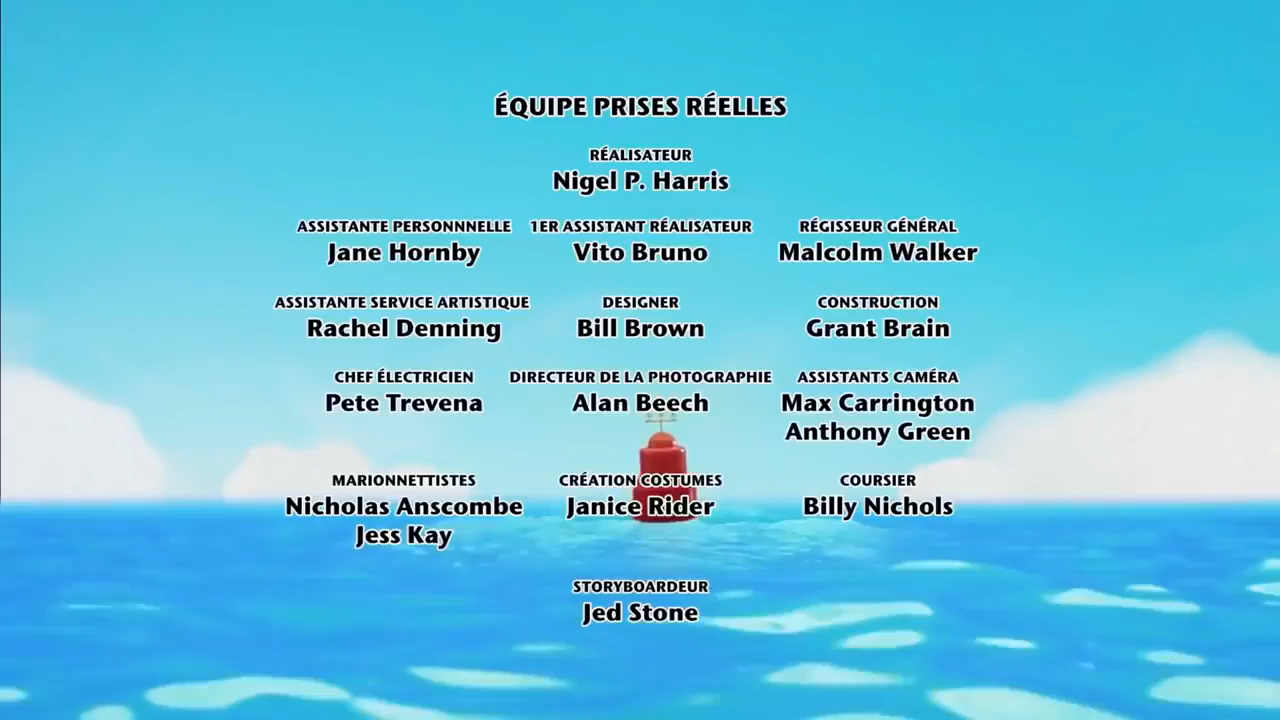 ÉQUIPE PRISES RÉELLES
RÉALISATEUR
Nigel P. Harris
ASSISTANTE PERSONNNELLE
Jane Hornby
1ER ASSISTANT RÉALISATEUR
Vito Bruno
RÉGISSEUR GÉNÉRAL
Malcolm Walker
ASSISTANTE SERVICE ARTISTIQUE
Rachel Denning
DESIGNER
Bill Brown
CONSTRUCTION
Grant Brain
CHEF ÉLECTRICIEN
Pete Trevena
DIRECTEUR DE LA PHOTOGRAPHIE
Alan Beech
ASSISTANTS CAMÉRA
Max Carrington
Anthony Green
MARIONNETTISTES
Nicholas Anscombe
Jess Kay
CRÉATION COSTUMES
Janice Rider
COURSIER
Billy Nichols
STORYBOARDEUR
Jed Stone